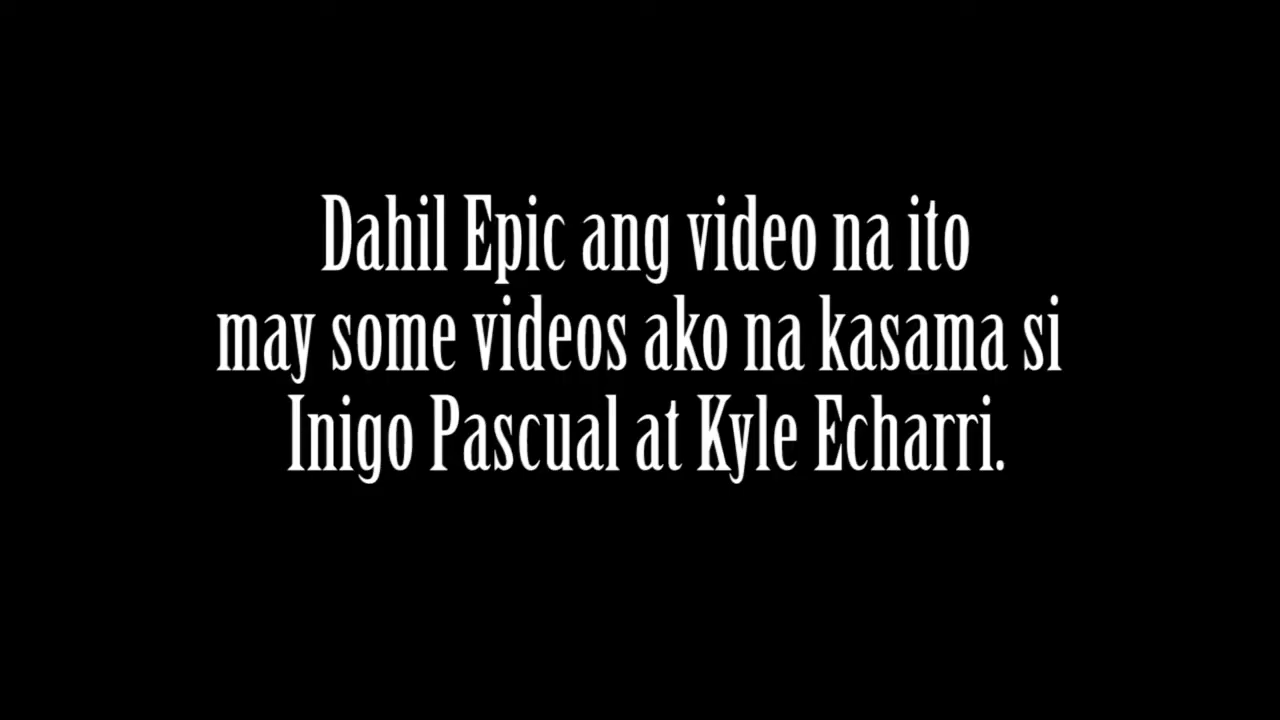 Dahil Epic ang video na ito
may some videos ako na kasama si
Inigo Pascual at Kyle Echarri.